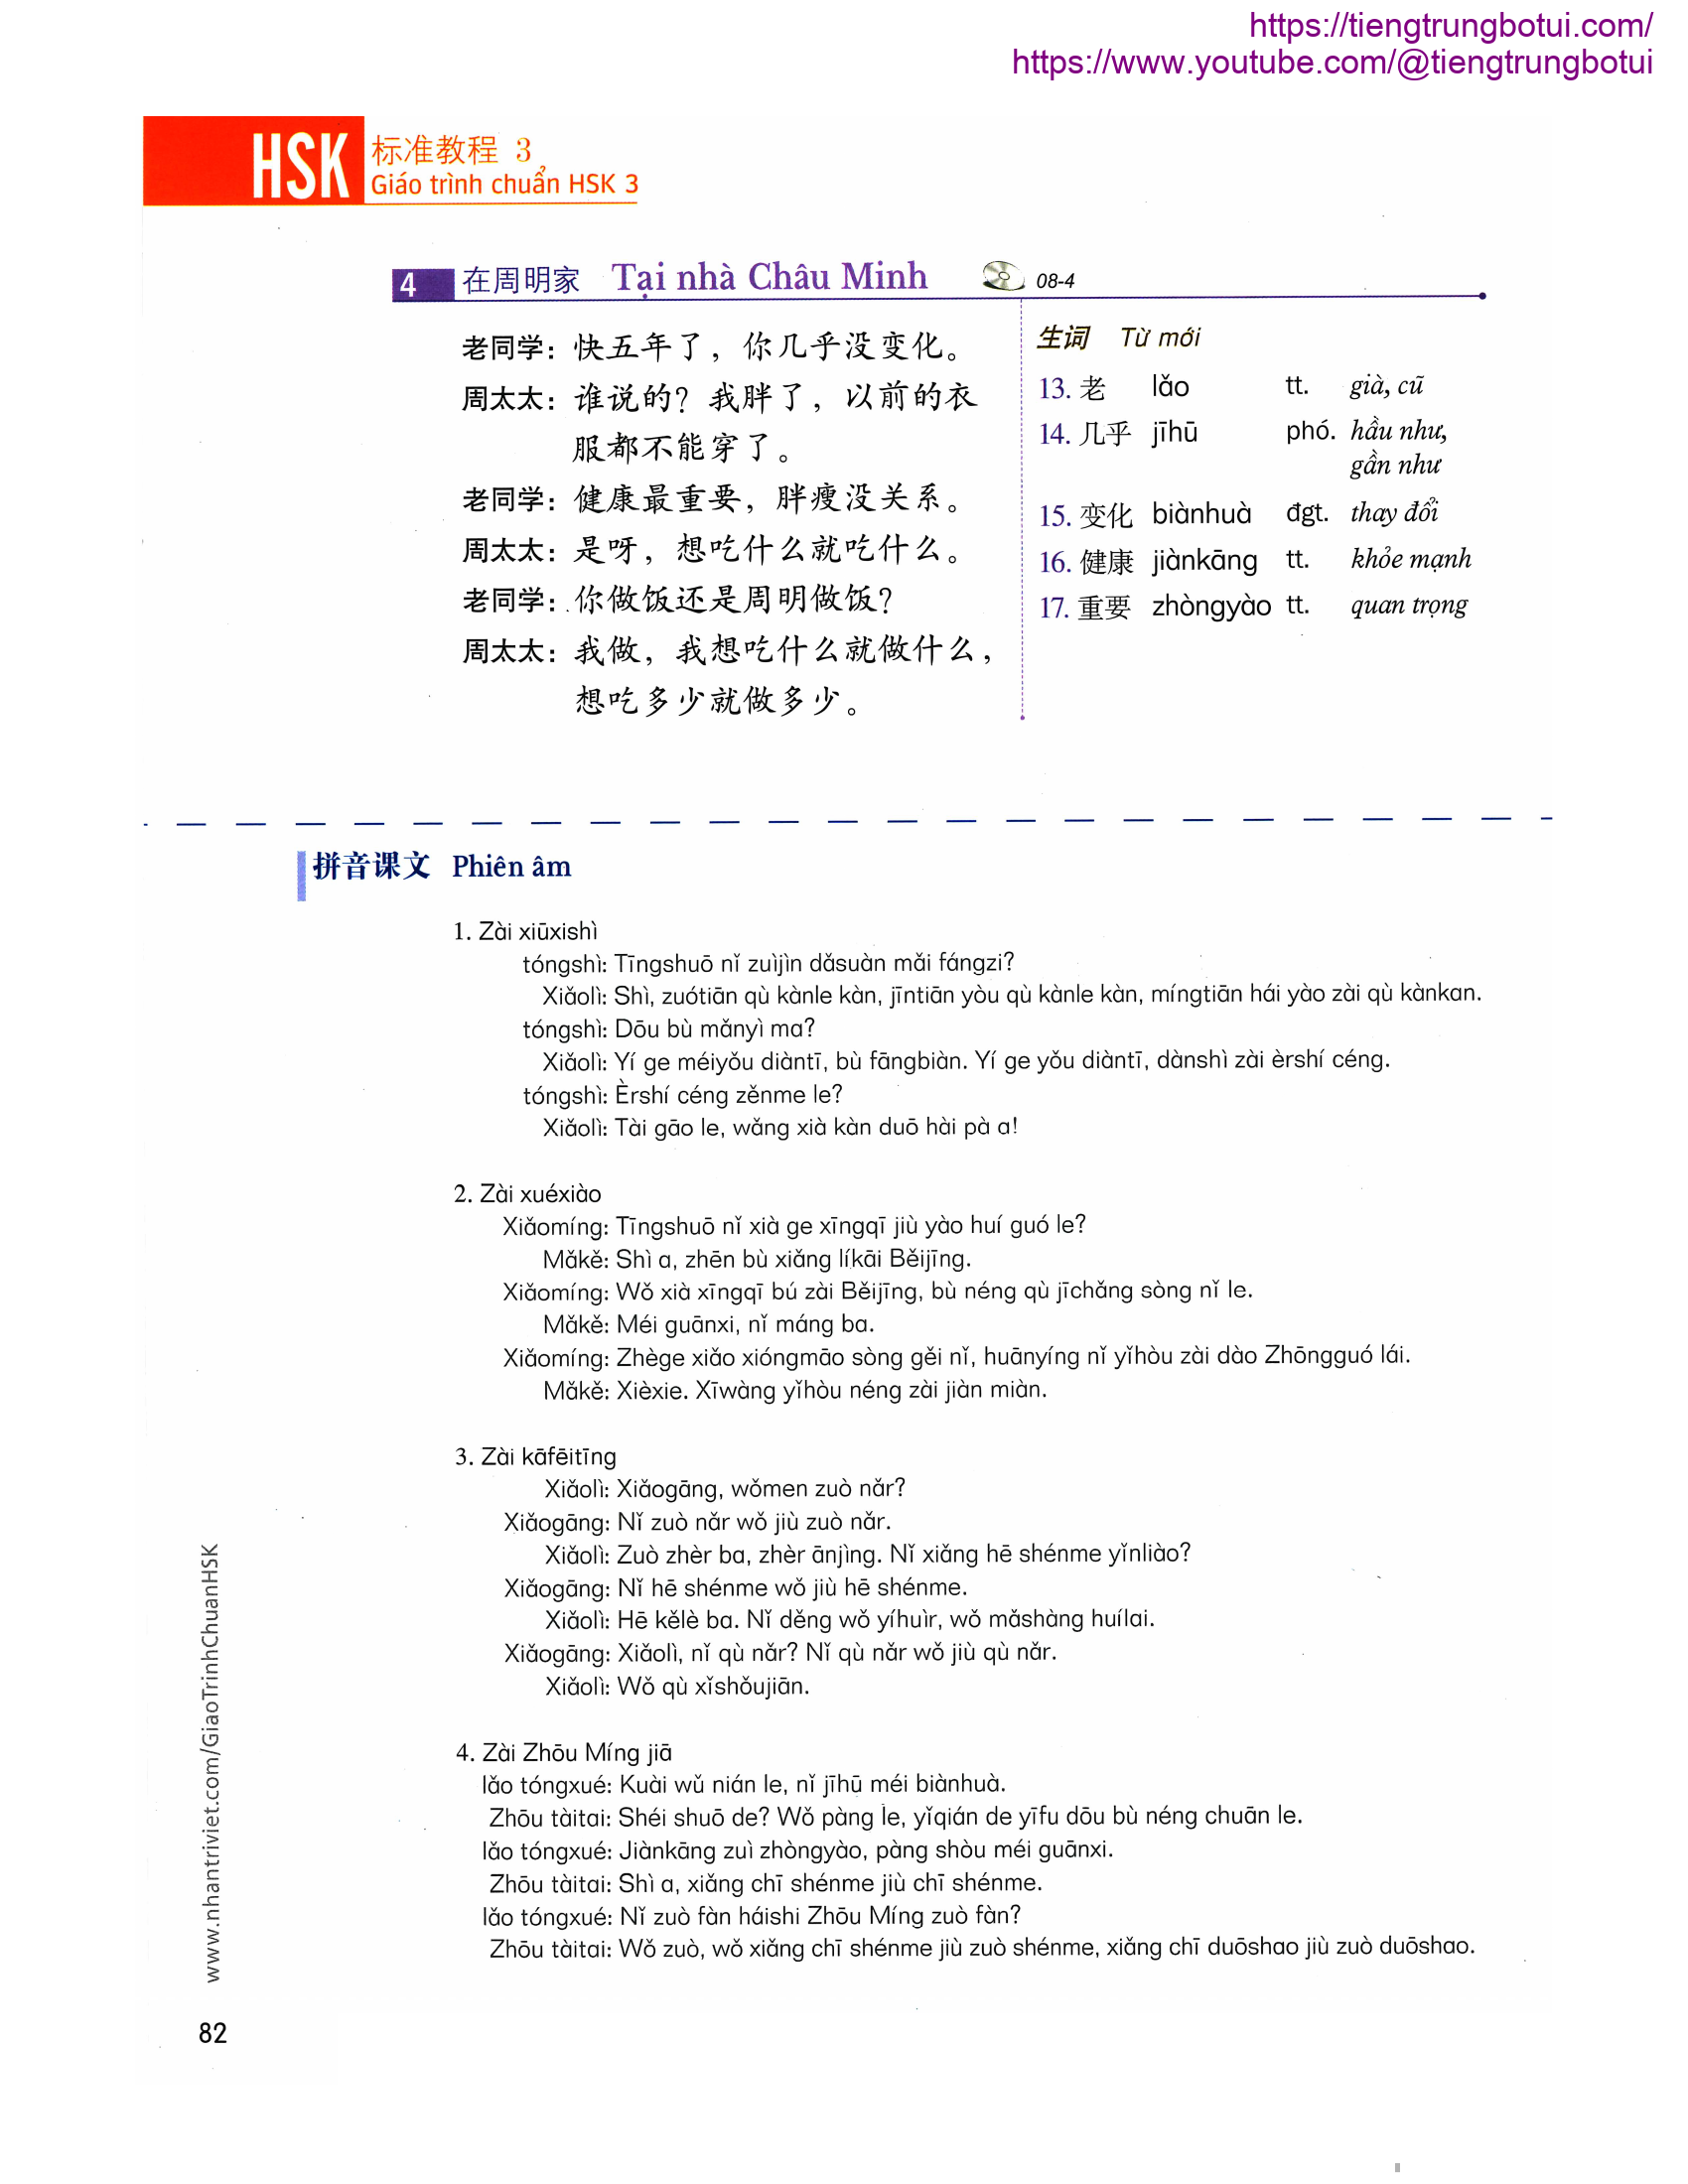 https://tiengtrungbotui.com/
https://www.youtube.com/@tiengtrungbotui
HSK 标准教程 3
Giáo trình chuẩn HSK 3
4 在周明家 Tại nhà Châu Minh 08-4
老同学：快五年了，你几乎没变化。
周太太：谁说的？我胖了，以前的衣
服都不能穿了。
老同学：健康最重要，胖瘦没关系。
周太太：是呀，想吃什么就吃什么。
老同学：你做饭还是周明做饭？
周太太：我做，我想吃什么就做什么，
想吃多少就做多少。
生词 Từ mới
13. 老 lǎo tt. già, cũ
14. 几乎 jīhū phó. hầu như,
gần như
15. 变化 biànhuà đgt. thay đổi
16. 健康 jiànkāng tt. khỏe mạnh
17. 重要 zhòngyào tt. quan trọng
拼音课文 Phiên âm
1. Zài xiūxishì
tóngshì: Tīngshuō nǐ zuìjìn dǎsuàn mǎi fángzi?
Xiǎolì: Shì, zuótiān qù kànle kàn, jīntiān yòu qù kànle kàn, míngtiān hái yào zài qù kànkan.
tóngshì: Dōu bù mǎnyì ma?
Xiǎolì: Yí ge méiyǒu diàntī, bù fāngbiàn. Yí ge yǒu diàntī, dànshì zài èrshí céng.
tóngshì: Èrshí céng zěnme le?
Xiǎolì: Tài gāo le, wǎng xià kàn duō hài pà a!
2. Zài xuéxiào
Xiǎomíng: Tīngshuō nǐ xià ge xīngqī jiù yào huí guó le?
Mǎkě: Shì a, zhēn bù xiǎng líkāi Běijīng.
Xiǎomíng: Wǒ xià xīngqī bú zài Běijīng, bù néng qù jīchǎng sòng nǐ le.
Mǎkě: Méi guānxi, nǐ máng ba.
Xiǎomíng: Zhège xiǎo xióngmāo sòng gěi nǐ, huānyíng nǐ yǐhòu zài dào Zhōngguó lái.
Mǎkě: Xièxie. Xīwàng yǐhòu néng zài jiàn miàn.
3. Zài kāfēitīng
Xiǎolì: Xiǎogāng, wǒmen zuò nǎr?
Xiǎogāng: Nǐ zuò nǎr wǒ jiù zuò nǎr.
Xiǎolì: Zuò zhèr ba, zhèr ānjìng. Nǐ xiǎng hē shénme yǐnliào?
Xiǎogāng: Nǐ hē shénme wǒ jiù hē shénme.
Xiǎolì: Hē kělè ba. Nǐ děng wǒ yíhuìr, wǒ mǎshàng huílai.
Xiǎogāng: Xiǎolì, nǐ qù nǎr? Nǐ qù nǎr wǒ jiù qù nǎr.
Xiǎolì: Wǒ qù xǐshǒujiān.
4. Zài Zhōu Míng jiā
lǎo tóngxué: Kuài wǔ nián le, nǐ jīhū méi biànhuà.
Zhōu tàitai: Shéi shuō de? Wǒ pàng le, yǐqián de yīfu dōu bù néng chuān le.
lǎo tóngxué: Jiànkāng zuì zhòngyào, pàng shòu méi guānxi.
Zhōu tàitai: Shì a, xiǎng chī shénme jiù chī shénme.
lǎo tóngxué: Nǐ zuò fàn háishi Zhōu Míng zuò fàn?
Zhōu tàitai: Wǒ zuò, wǒ xiǎng chī shénme jiù zuò shénme, xiǎng chī duōshao jiù zuò duōshao.
www.nhantriviet.com/GiaoTrinhChuanHSK
82